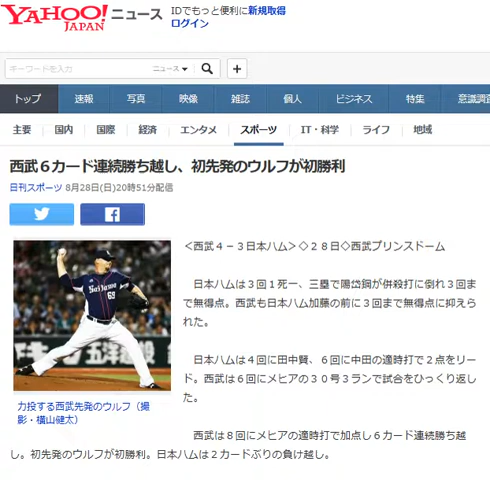 YAHOO! ニュース IDでもっと便利に新規取得
JAPAN ログイン
キーワードを入力 ニュース
トップ 速報 写真 映像 雑誌 個人 ビジネス 特集 意識調査
主要 国内 国際 経済 エンタメ スポーツ IT・科学 ライフ 地域
西武６カード連続勝ち越し、初先発のウルフが初勝利
日刊スポーツ 8月28日(日)20時51分配信
＜西武４－３日本ハム＞◇２８日◇西武プリンスドーム
日本ハムは３回１死一、三塁で陽岱鋼が併殺打に倒れ３回ま
で無得点。西武も日本ハム加藤の前に３回まで無得点に抑えら
れた。
日本ハムは４回に田中賢、６回に中田の適時打で２点をリー
ド。西武は６回にメヒアの３０号３ランで試合をひっくり返し
た。
Saitama
69
力投する西武先発のウルフ（撮
影・横山健太）
西武は８回にメヒアの適時打で加点し６カード連続勝ち越
し。初先発のウルフが初勝利。日本ハムは２カードぶりの負け越し。